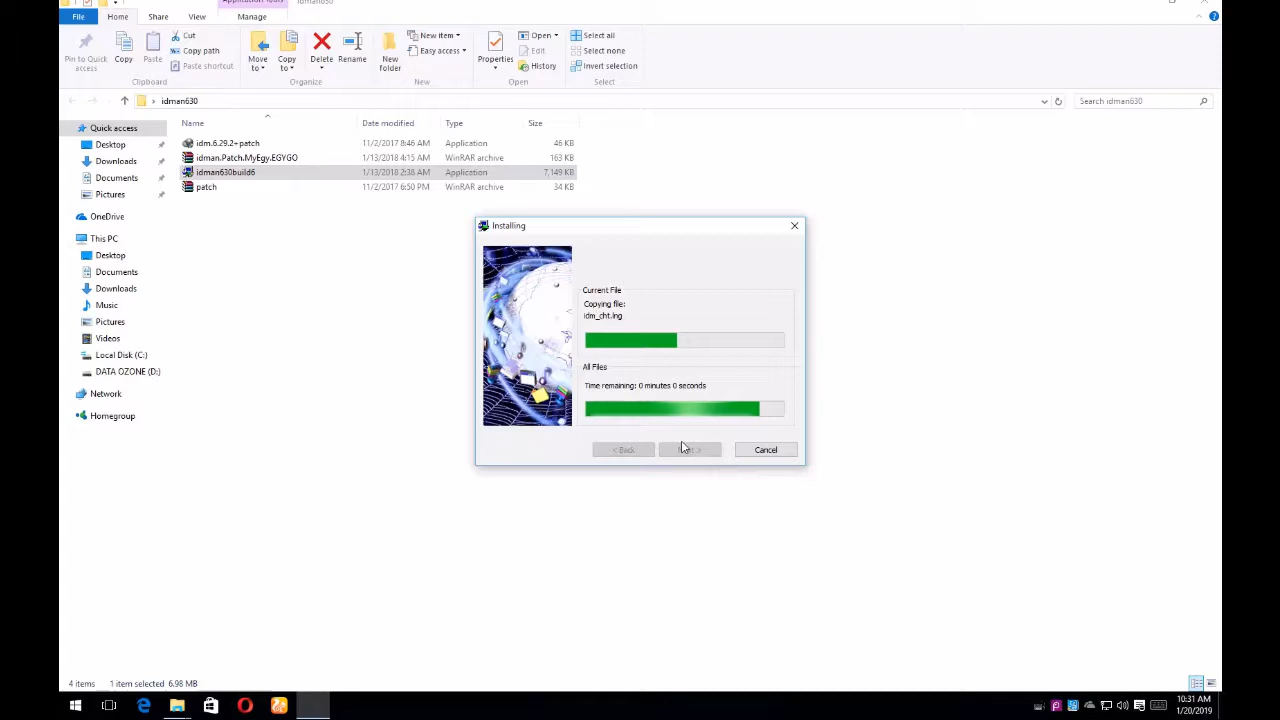 Application Tools
idman630
File
Home
Share
View
Manage
Pin to Quick access
Copy
Paste
Cut
Copy path
Paste shortcut
Clipboard
Move to
Copy to
Delete
Rename
Organize
New folder
New item
Easy access
New
Properties
Open
Edit
History
Open
Select all
Select none
Invert selection
Select
idman630
Search idman630
Quick access
Desktop
Downloads
Documents
Pictures
OneDrive
This PC
Desktop
Documents
Downloads
Music
Pictures
Videos
Local Disk (C:)
DATA OZONE (D:)
Network
Homegroup
Name Date modified Type Size
idm.6.29.2+patch 11/2/2017 8:46 AM Application 46 KB
idman.Patch.MyEgy.EGYGO 1/13/2018 4:15 AM WinRAR archive 163 KB
idman630build6 1/13/2018 2:38 AM Application 7,149 KB
patch 11/2/2017 6:50 PM WinRAR archive 34 KB
Installing
Current File
Copying file:
idm_cht.lng
All Files
Time remaining: 0 minutes 0 seconds
< Back
Cancel
4 items 1 item selected 6.98 MB
10:31 AM
1/20/2019